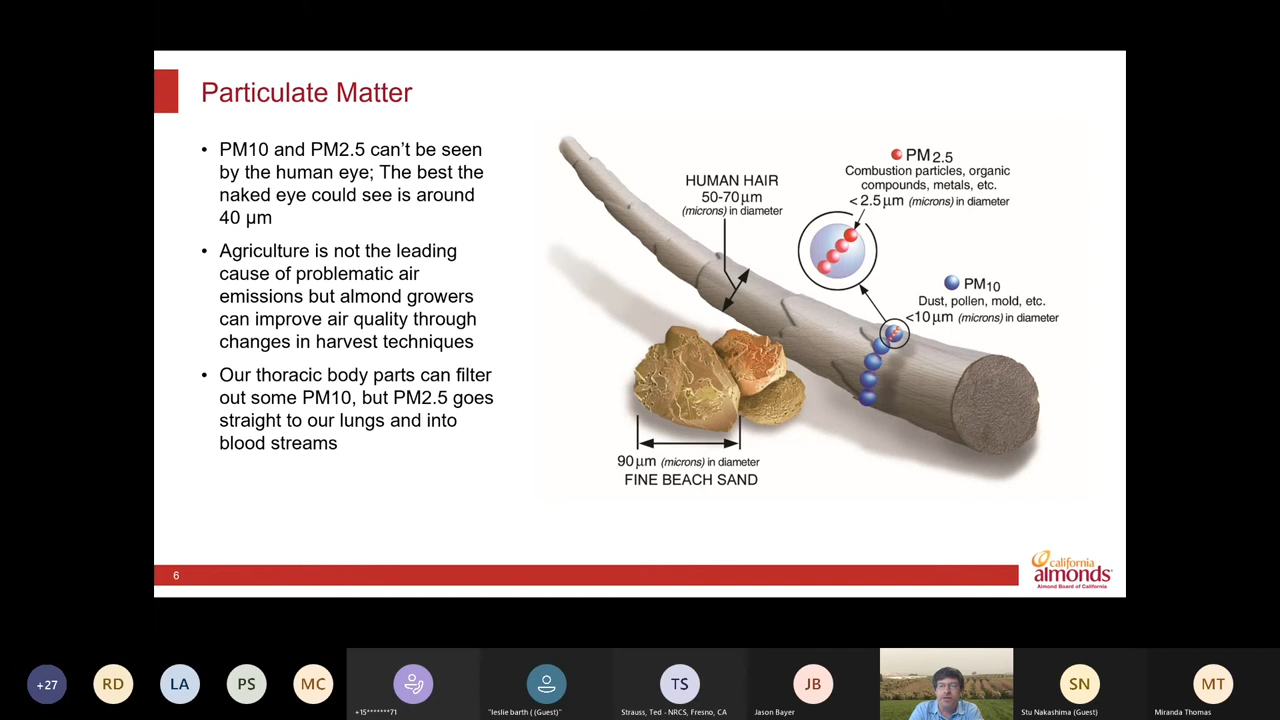 Particulate Matter
• PM10 and PM2.5 can't be seen
by the human eye; The best the
naked eye could see is around
40 μm
• Agriculture is not the leading
cause of problematic air
emissions but almond growers
can improve air quality through
changes in harvest techniques
• Our thoracic body parts can filter
out some PM10, but PM2.5 goes
straight to our lungs and into
blood streams
HUMAN HAIR
50-70μm
(microns) in diameter
PM2.5
Combustion particles, organic
compounds, metals, etc.
< 2.5μm (microns) in diameter
PM10
Dust, pollen, mold, etc.
<10μm (microns) in diameter
90μm (microns) in diameter
FINE BEACH SAND
6
california
almonds
Almond Board of California
+27
RD
LA
PS
MC
TS
JB
SN
MT
+15*******71
"leslie barth ( (Guest)"
Strauss, Ted - NRCS, Fresno, CA
Jason Bayer
Stu Nakashima (Guest)
Miranda Thomas